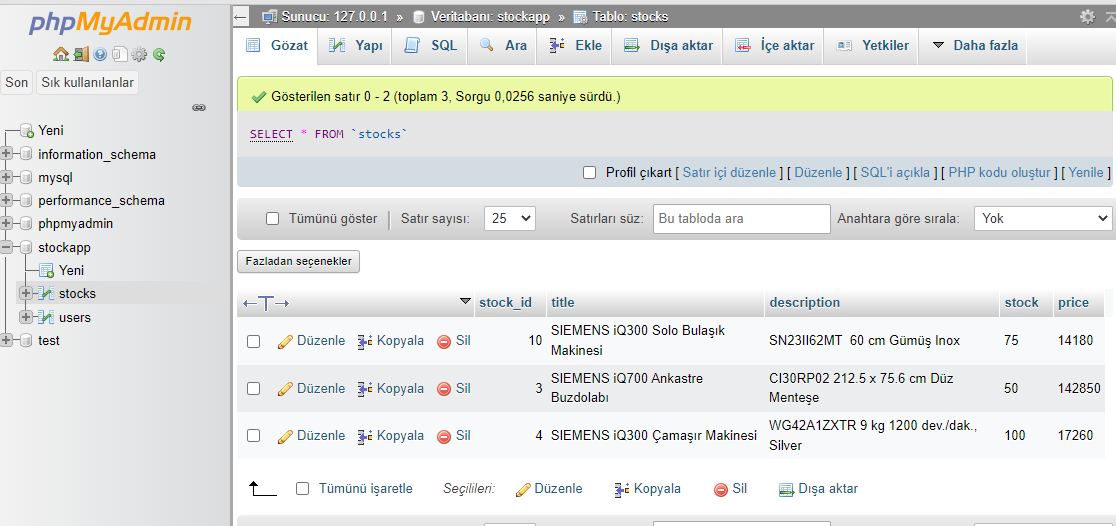 phpMyAdmin
Sunucu: 127.0.0.1 » Veritabanı: stockapp » Tablo: stocks
Gözat Yapı SQL Ara Ekle Dışa aktar İçe aktar Yetkiler Daha fazla
Son Sık kullanılanlar
Yeni
information_schema
mysql
performance_schema
phpmyadmin
stockapp
Yeni
stocks
users
test
Gösterilen satır 0 - 2 (toplam 3, Sorgu 0,0256 saniye sürdü.)
SELECT * FROM `stocks`
Profil çıkart [ Satır içi düzenle ] [ Düzenle ] [ SQL'i açıkla ] [ PHP kodu oluştur ] [ Yenile ]
Tümünü göster Satır sayısı: 25 Satırları süz: Bu tabloda ara Anahtara göre sırala: Yok
Fazladan seçenekler
stock_id title description stock price
Düzenle Kopyala Sil 10 SIEMENS iQ300 Solo Bulaşık Makinesi SN23II62MT 60 cm Gümüş Inox 75 14180
Düzenle Kopyala Sil 3 SIEMENS iQ700 Ankastre Buzdolabı CI30RP02 212.5 x 75.6 cm Düz Menteşe 50 142850
Düzenle Kopyala Sil 4 SIEMENS iQ300 Çamaşır Makinesi WG42A1ZXTR 9 kg 1200 dev./dak., Silver 100 17260
Tümünü işaretle Seçilileri: Düzenle Kopyala Sil Dışa aktar